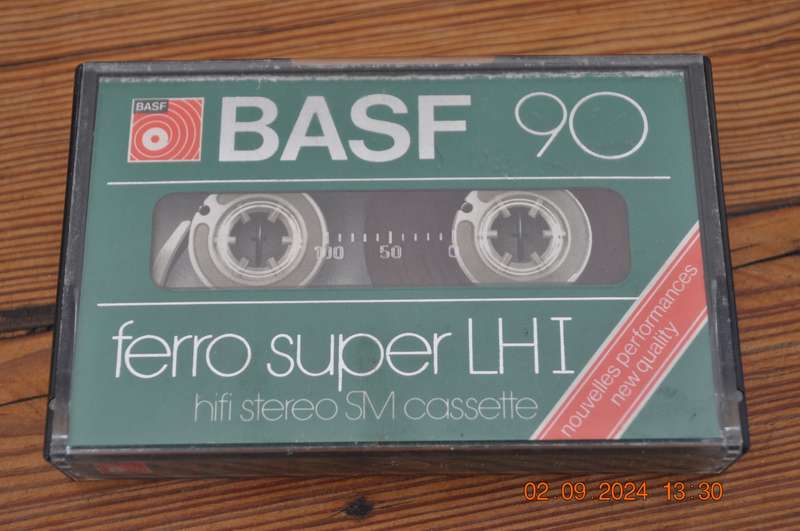 BASF
BASF 90
100 50 0
ferro super LH I
hifi stereo SM cassette
nouvelles performances
new quality
02.09.2024 13:30